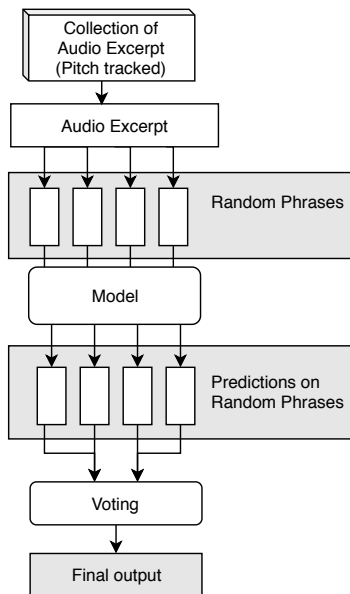 Collection of
Audio Excerpt
(Pitch tracked)
Audio Excerpt
Random Phrases
Model
Predictions on
Random Phrases
Voting
Final output